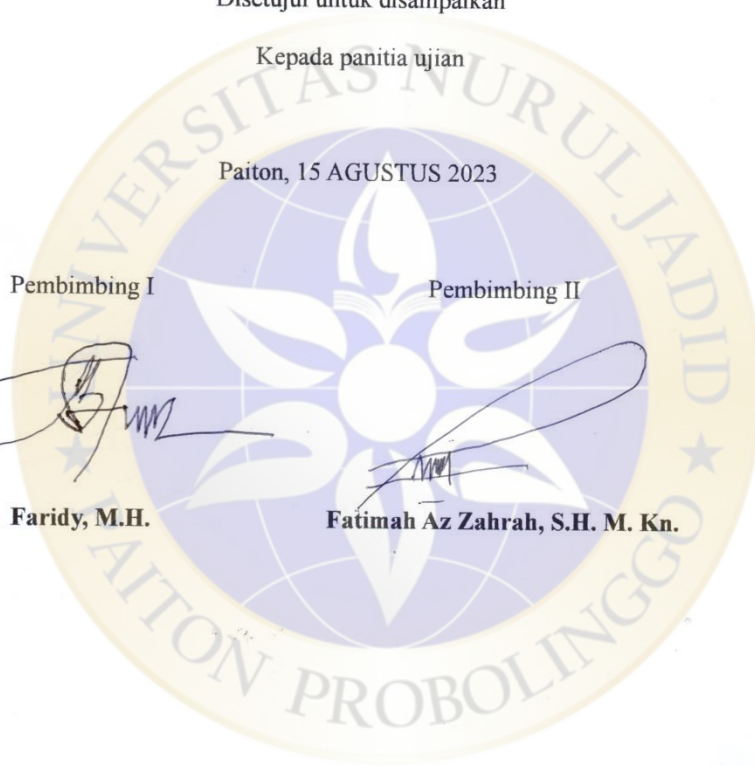 Disetujui untuk disampaikan
Kepada panitia ujian
Paiton, 15 AGUSTUS 2023
Pembimbing I
Pembimbing II
Faridy, M.H.
Fatimah Az Zahrah, S.H. M. Kn.
UNIVERSITAS NURUL JADID
PAITON PROBOLINGGO